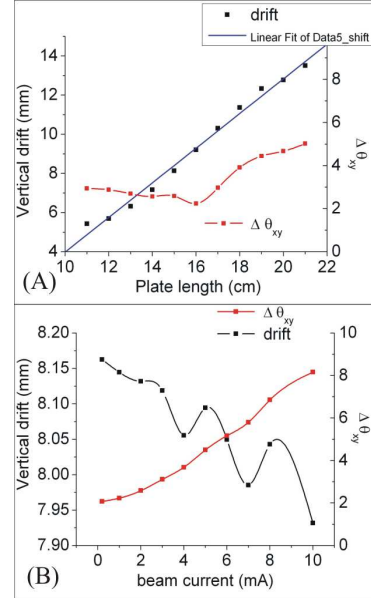 drift
Linear Fit of Data5_shift
14
12
10
8
6
4
8
6
4
2
0
Vertical drift (mm)
Δ θxy
Δ θxy
10 12 14 16 18 20 22
(A)
Plate length (cm)
Δ θxy
drift
8.20
8.15
8.10
8.05
8.00
7.95
7.90
10
8
6
4
2
0
Vertical drift (mm)
Δ θxy
0 2 4 6 8 10
(B)
beam current (mA)